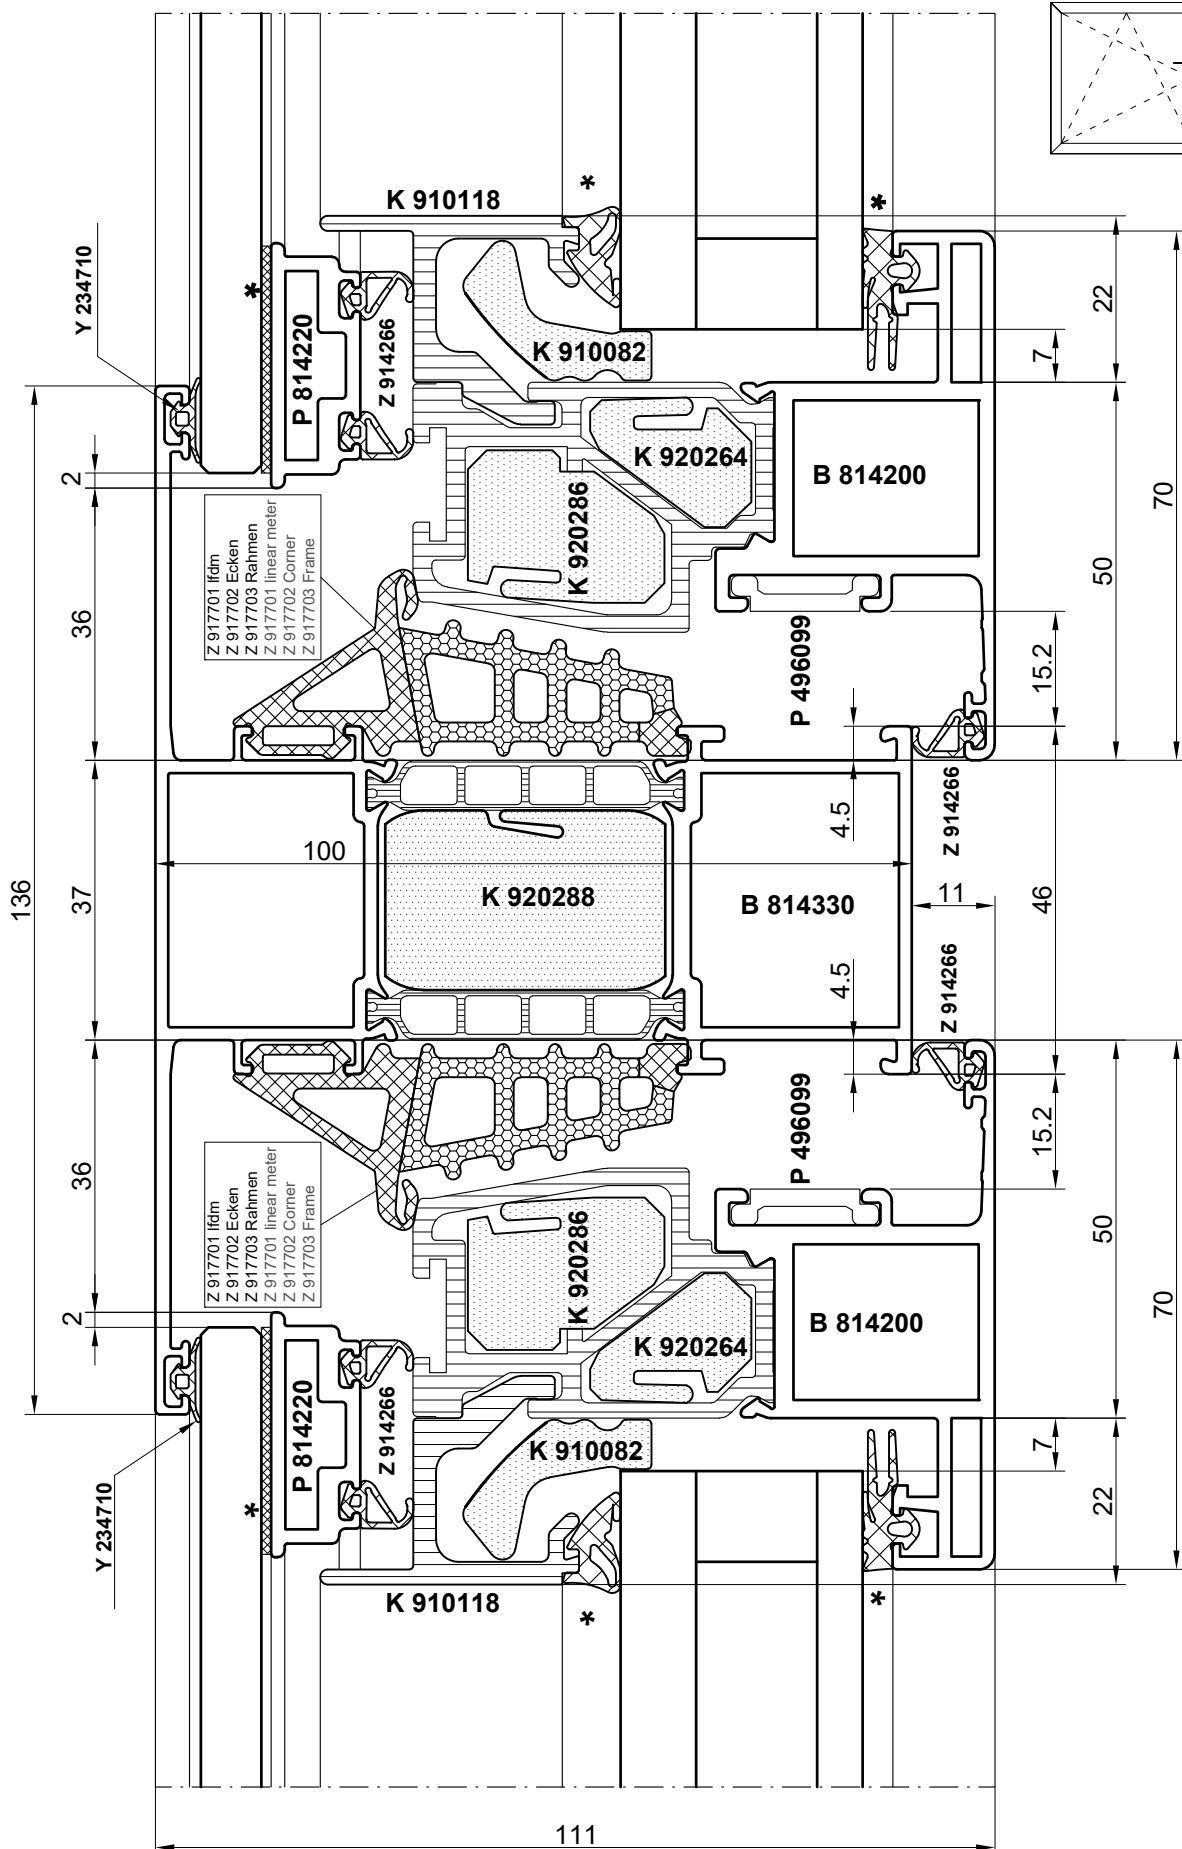 *
K 910118
*
Y 234710
22
*
P 814220
Z 914266
K 910082
7
70
K 920264
B 814200
2
K 920286
50
Z 917701 lfdm
Z 917702 Ecken
Z 917703 Rahmen
Z 917701 linear meter
Z 917702 Corner
Z 917703 Frame
36
P 496099
15.2
4.5
Z 914266
100
136
37
K 920288
B 814330
11
46
4.5
Z 914266
P 496099
15.2
Z 917701 lfdm
Z 917702 Ecken
Z 917703 Rahmen
Z 917701 linear meter
Z 917702 Corner
Z 917703 Frame
36
K 920286
50
2
K 920264
B 814200
70
P 814220
Z 914266
K 910082
7
*
Y 234710
22
K 910118
*
*
111